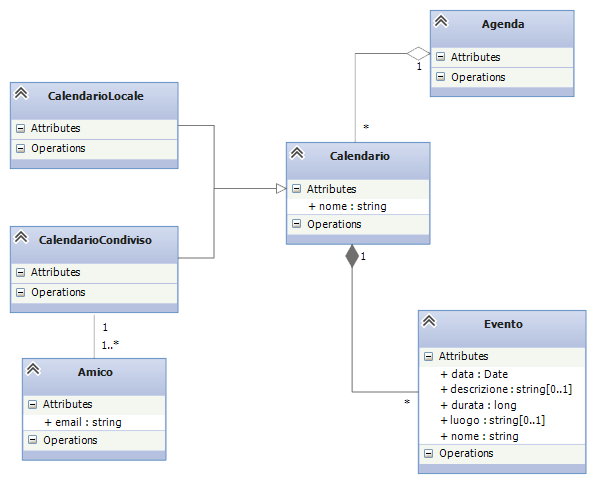 Agenda
Attributes
Operations
1
*
CalendarioLocale
Attributes
Operations
Calendario
Attributes
+ nome : string
Operations
1
CalendarioCondiviso
Attributes
Operations
1
1..*
Amico
Attributes
+ email : string
Operations
*
Evento
Attributes
+ data : Date
+ descrizione : string[0..1]
+ durata : long
+ luogo : string[0..1]
+ nome : string
Operations